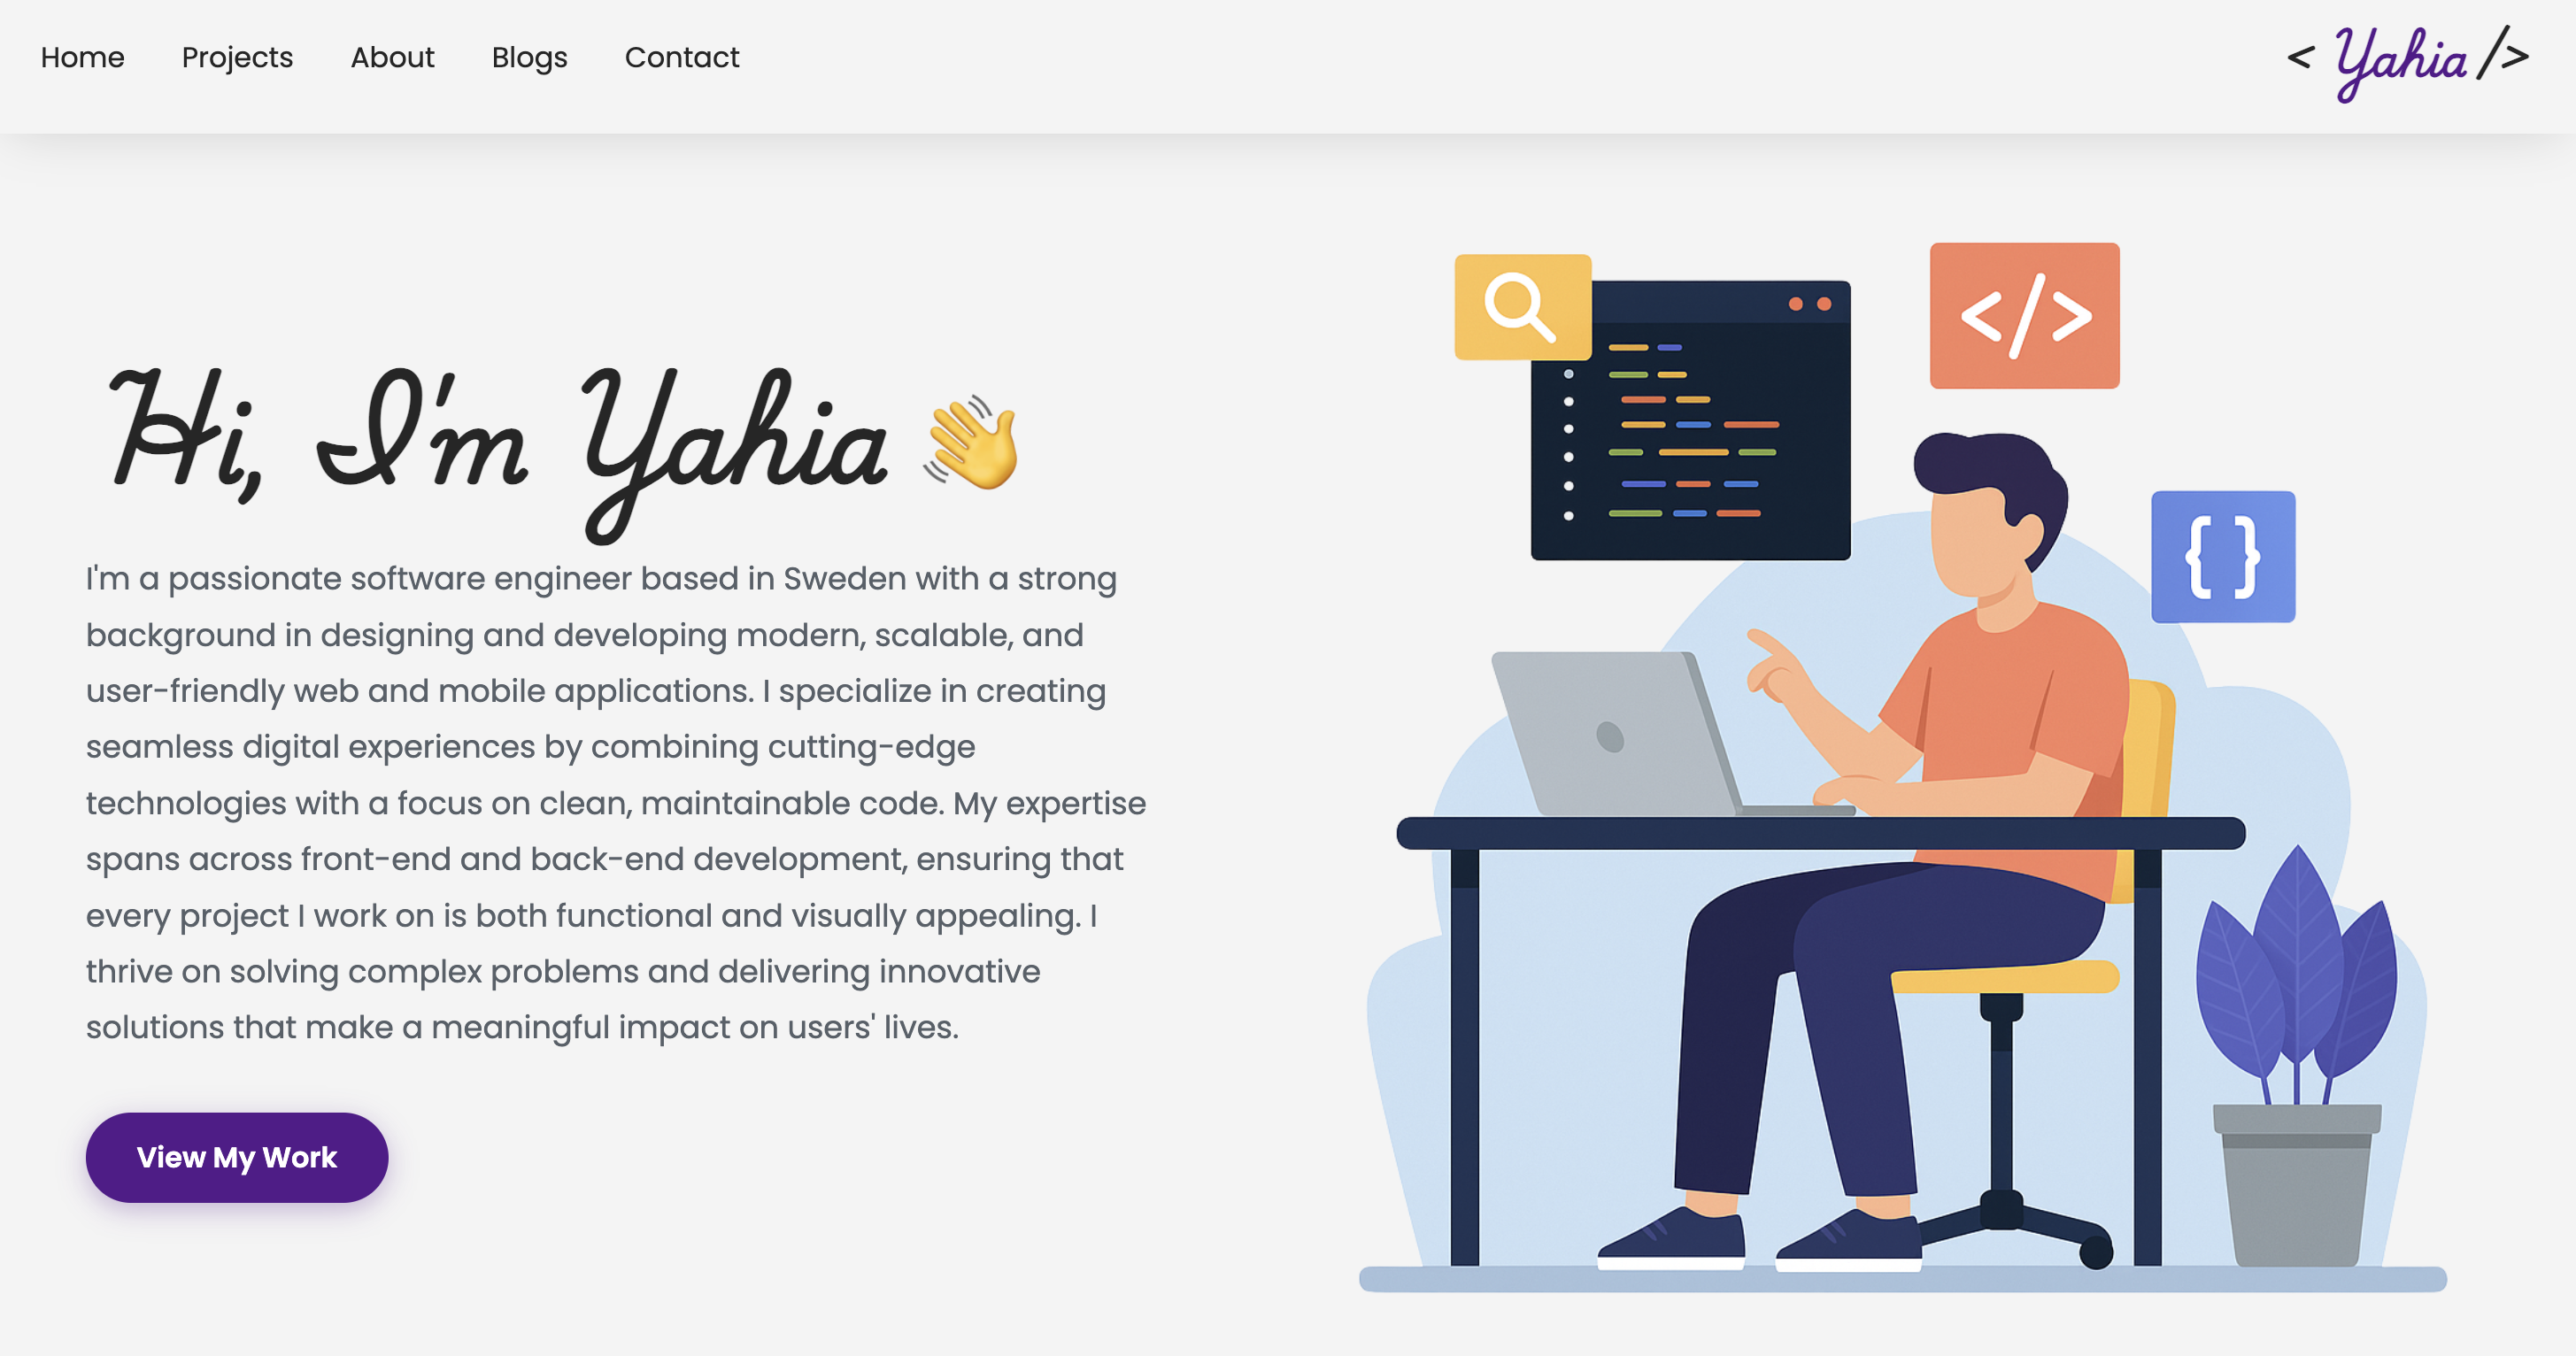 Home Projects About Blogs Contact
< Yahia />
Hi, I'm Yahia 👋
I'm a passionate software engineer based in Sweden with a strong
background in designing and developing modern, scalable, and
user-friendly web and mobile applications. I specialize in creating
seamless digital experiences by combining cutting-edge
technologies with a focus on clean, maintainable code. My expertise
spans across front-end and back-end development, ensuring that
every project I work on is both functional and visually appealing. I
thrive on solving complex problems and delivering innovative
solutions that make a meaningful impact on users' lives.
View My Work
</>
{ }